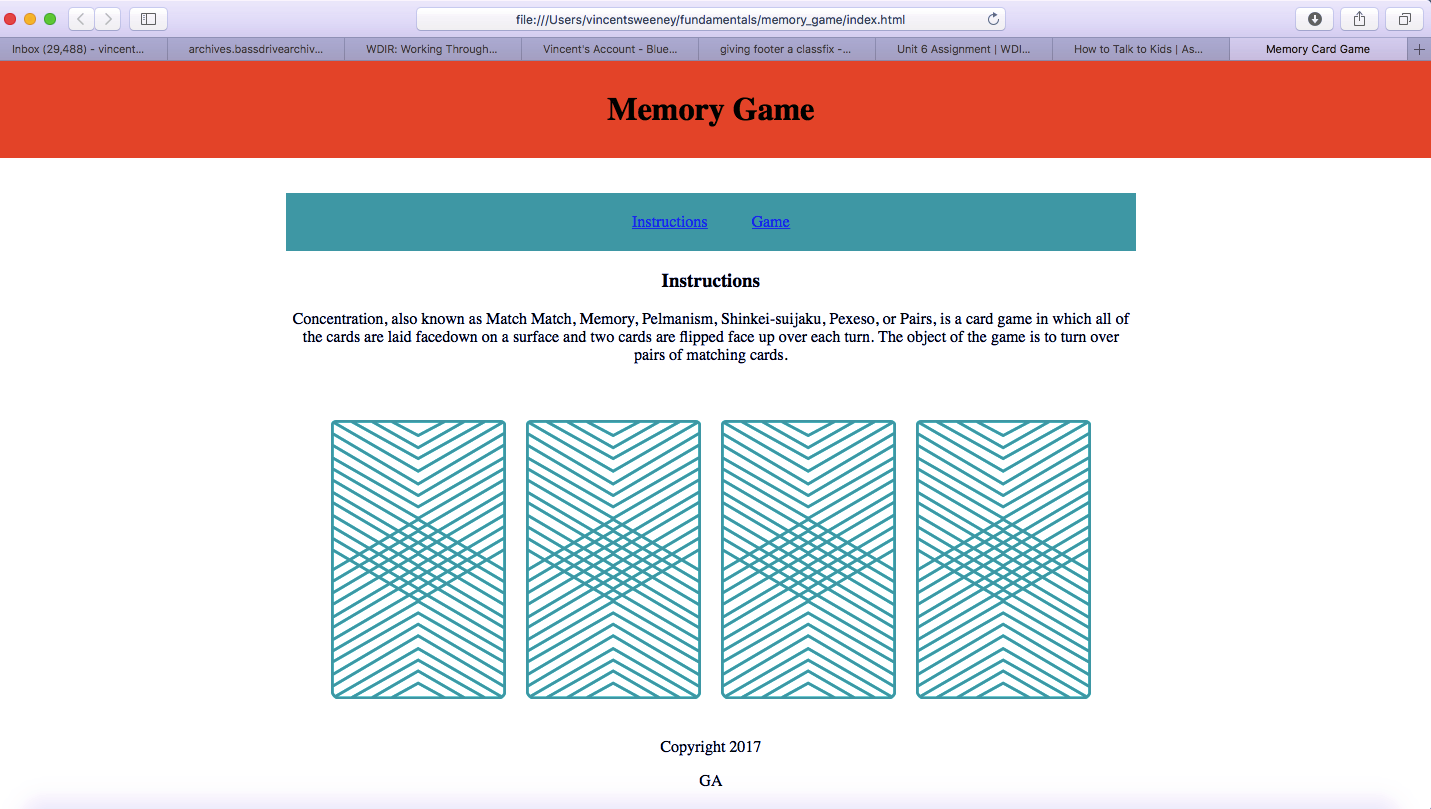 file:///Users/vincentsweeney/fundamentals/memory_game/index.html
Inbox (29,488) - vincent...
archives.bassdrivearchiv...
WDIR: Working Through...
Vincent's Account - Blue...
giving footer a classfix -...
Unit 6 Assignment | WDI...
How to Talk to Kids | As...
Memory Card Game
Memory Game
Instructions Game
Instructions
Concentration, also known as Match Match, Memory, Pelmanism, Shinkei-suijaku, Pexeso, or Pairs, is a card game in which all of
the cards are laid facedown on a surface and two cards are flipped face up over each turn. The object of the game is to turn over
pairs of matching cards.
Copyright 2017
GA